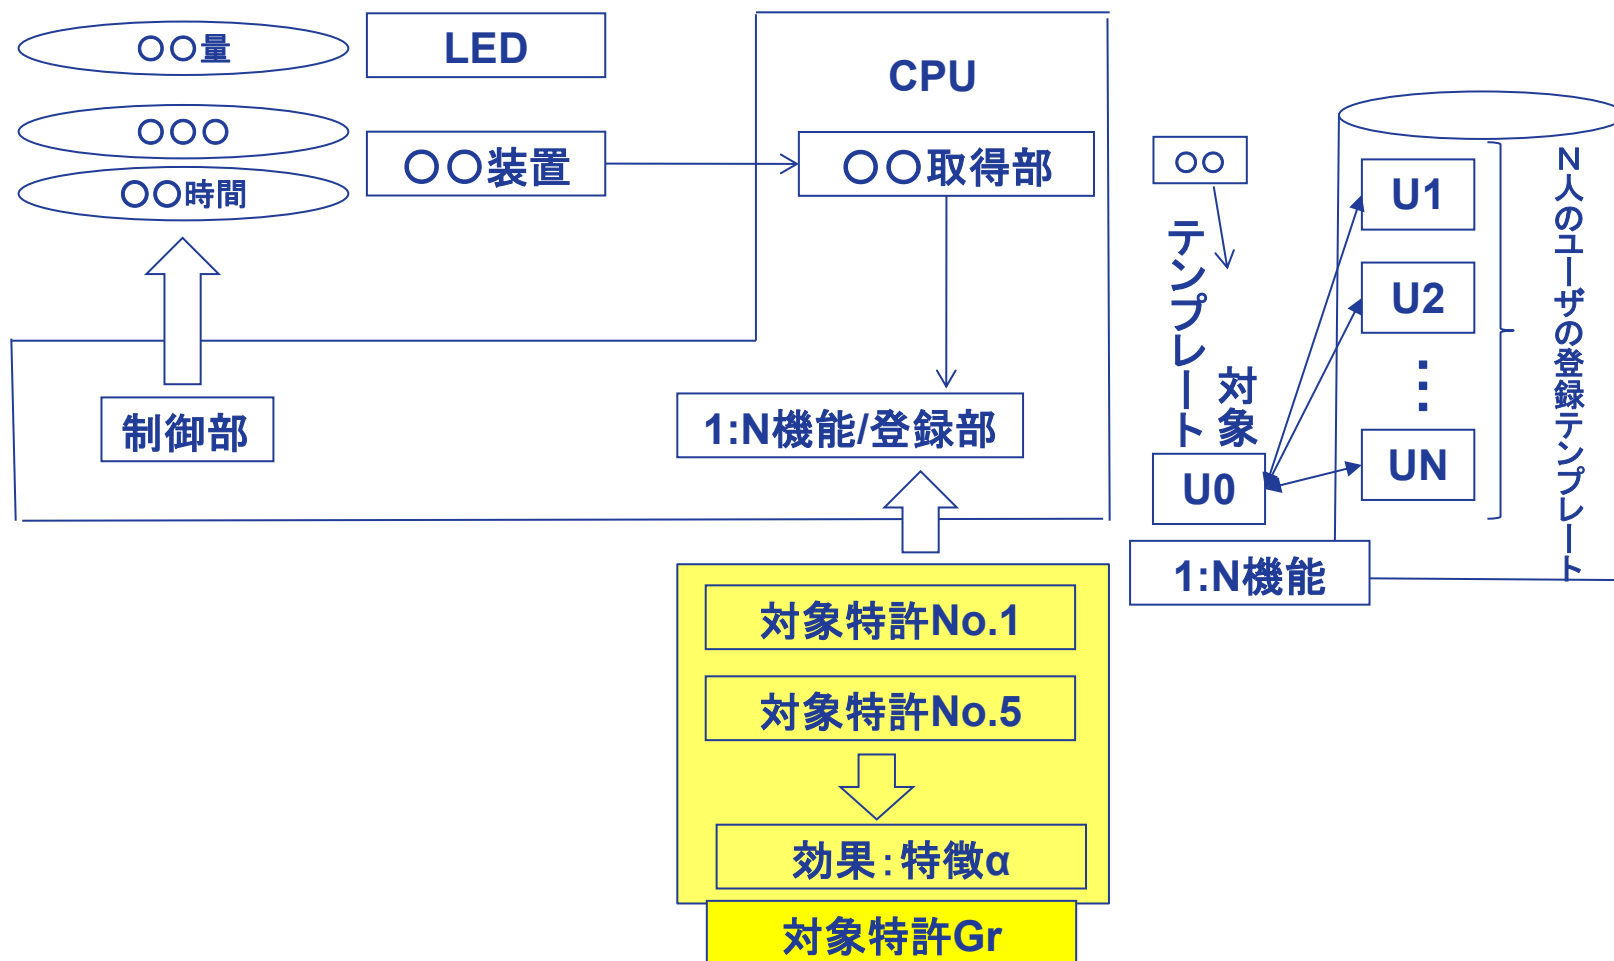 〇〇量
LED
CPU
〇〇〇
〇〇装置
〇〇取得部
〇〇時間
制御部
1:N機能/登録部
対象特許No.1
対象特許No.5
効果：特徴α
対象特許Gr
〇〇
テンプレート
対象
U0
1:N機能
U1
U2
⋮
UN
N人のユーザの登録テンプレート